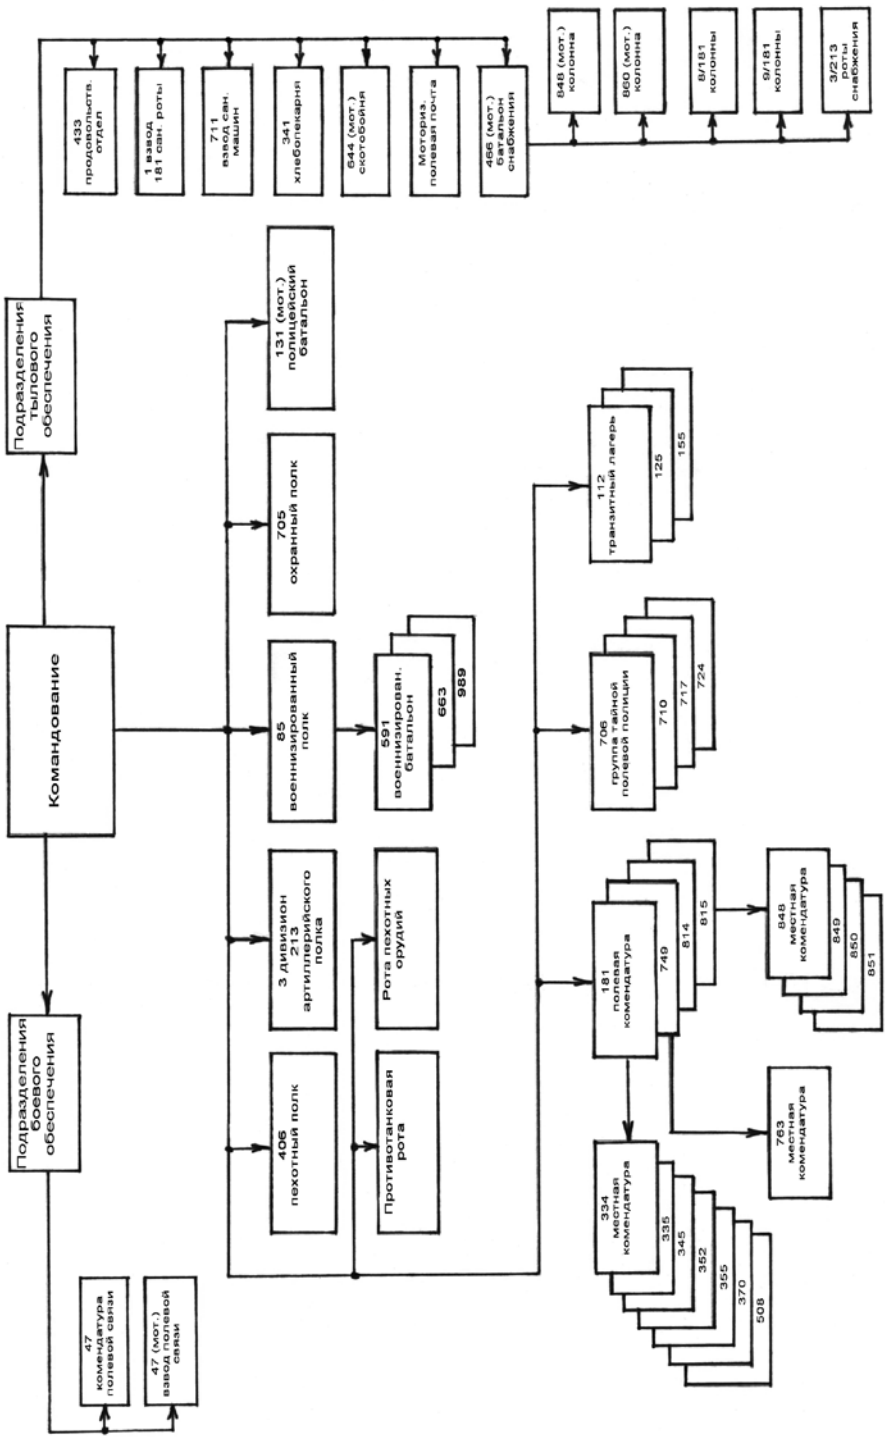 Командование
Подразделения
боевого
обеспечения
Подразделения
тылового
обеспечения
47
комендатура
полевой связи
47 (мот.)
взвод полевой
связи
433
продовольств.
отдел
1 взвод
181 сан. роты
711
взвод сан.
машин
341
хлебопекарня
644 (мот.)
скотобойня
Моториз.
полевая почта
466 (мот.)
батальон
снабжения
848 (мот.)
колонна
860 (мот.)
колонна
8/181
колонны
9/181
колонны
3/213
роты
снабжения
406
пехотный полк
3 дивизион
213
артиллерийского
полка
85
военнизированный
полк
705
охранный полк
131 (мот.)
полицейский
батальон
Противотанковая
рота
Рота пехотных
орудий
591
военнизирован.
батальон
663
989
334
местная
комендатура
335
345
352
355
370
508
181
полевая
комендатура
749
814
815
763
местная
комендатура
848
местная
комендатура
849
850
851
706
группа тайной
полевой полиции
710
717
724
112
транзитный лагерь
125
155